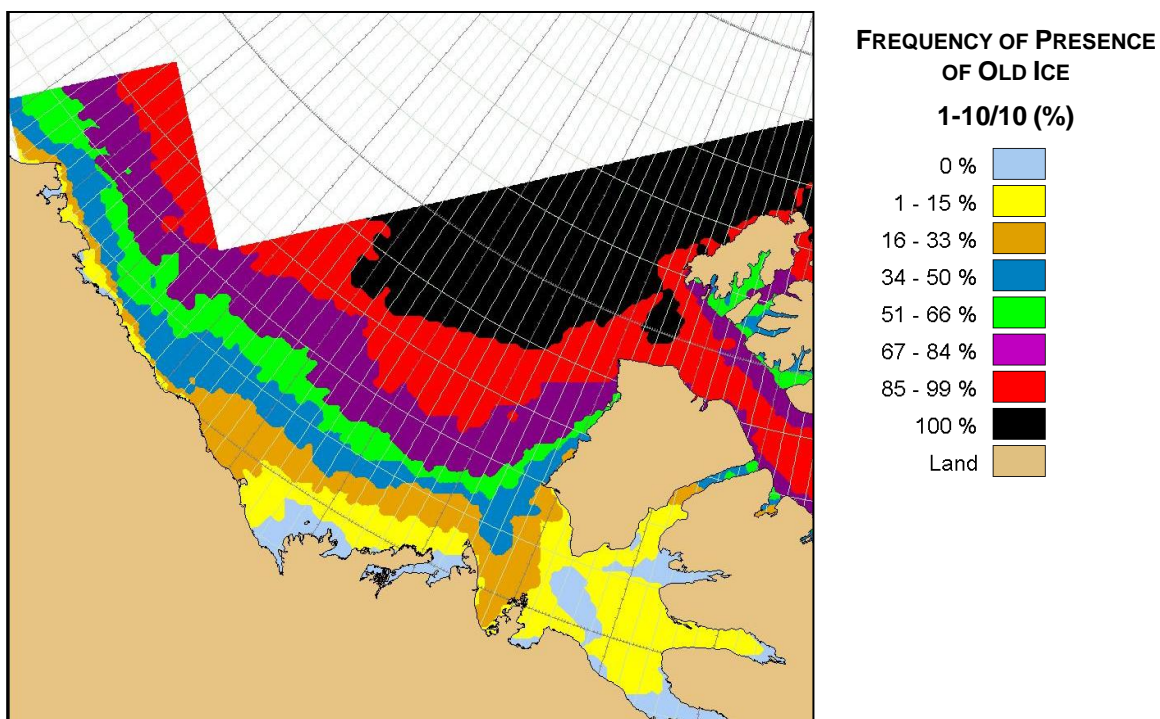 FREQUENCY OF PRESENCE
OF OLD ICE
1-10/10 (%)
0 %
1 - 15 %
16 - 33 %
34 - 50 %
51 - 66 %
67 - 84 %
85 - 99 %
100 %
Land